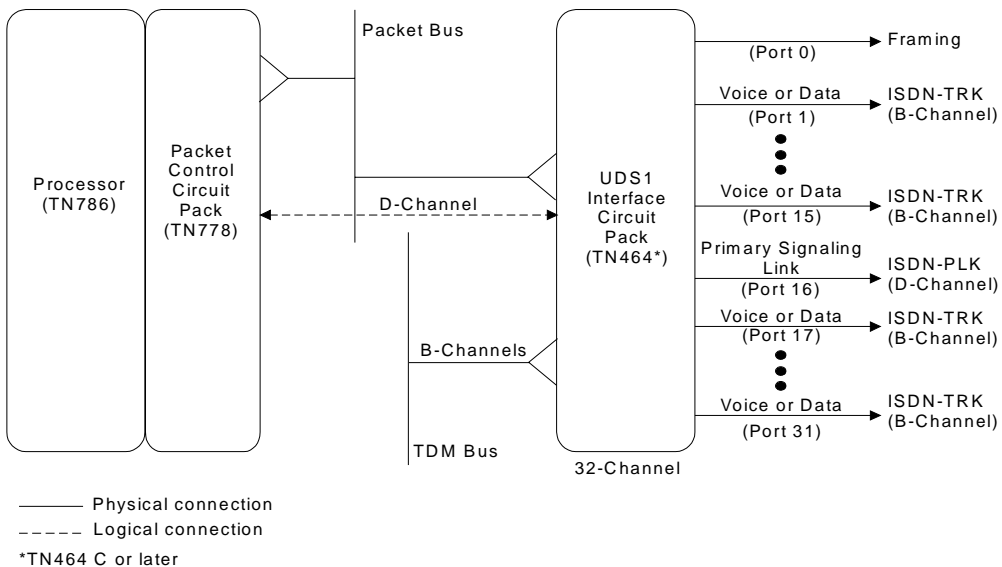 Processor
(TN786)
Packet
Control
Circuit
Pack
(TN778)
Packet Bus
D-Channel
B-Channels
TDM Bus
UDS1
Interface
Circuit
Pack
(TN464*)
32-Channel
(Port 0)
Framing
Voice or Data
(Port 1)
ISDN-TRK
(B-Channel)
Voice or Data
(Port 15)
ISDN-TRK
(B-Channel)
Primary Signaling
Link
(Port 16)
ISDN-PLK
(D-Channel)
Voice or Data
(Port 17)
ISDN-TRK
(B-Channel)
Voice or Data
(Port 31)
ISDN-TRK
(B-Channel)
Physical connection
Logical connection
*TN464 C or later